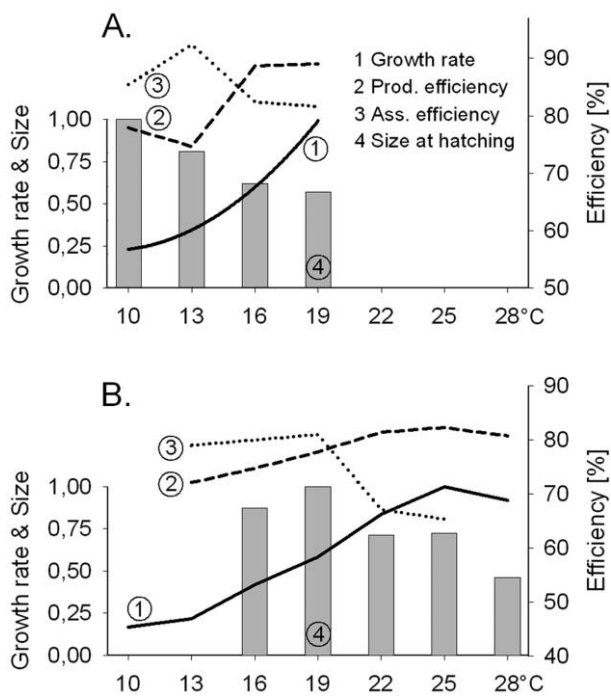 A.
1 Growth rate
2 Prod. efficiency
3 Ass. efficiency
4 Size at hatching
Growth rate & Size
1,00
0,75
0,50
0,25
0,00
3
2
1
4
90
80
70
60
50
Efficiency [%]
10 13 16 19 22 25 28°C
B.
Growth rate & Size
1,00
0,75
0,50
0,25
0,00
3
2
1
4
90
80
70
60
50
40
Efficiency [%]
10 13 16 19 22 25 28°C